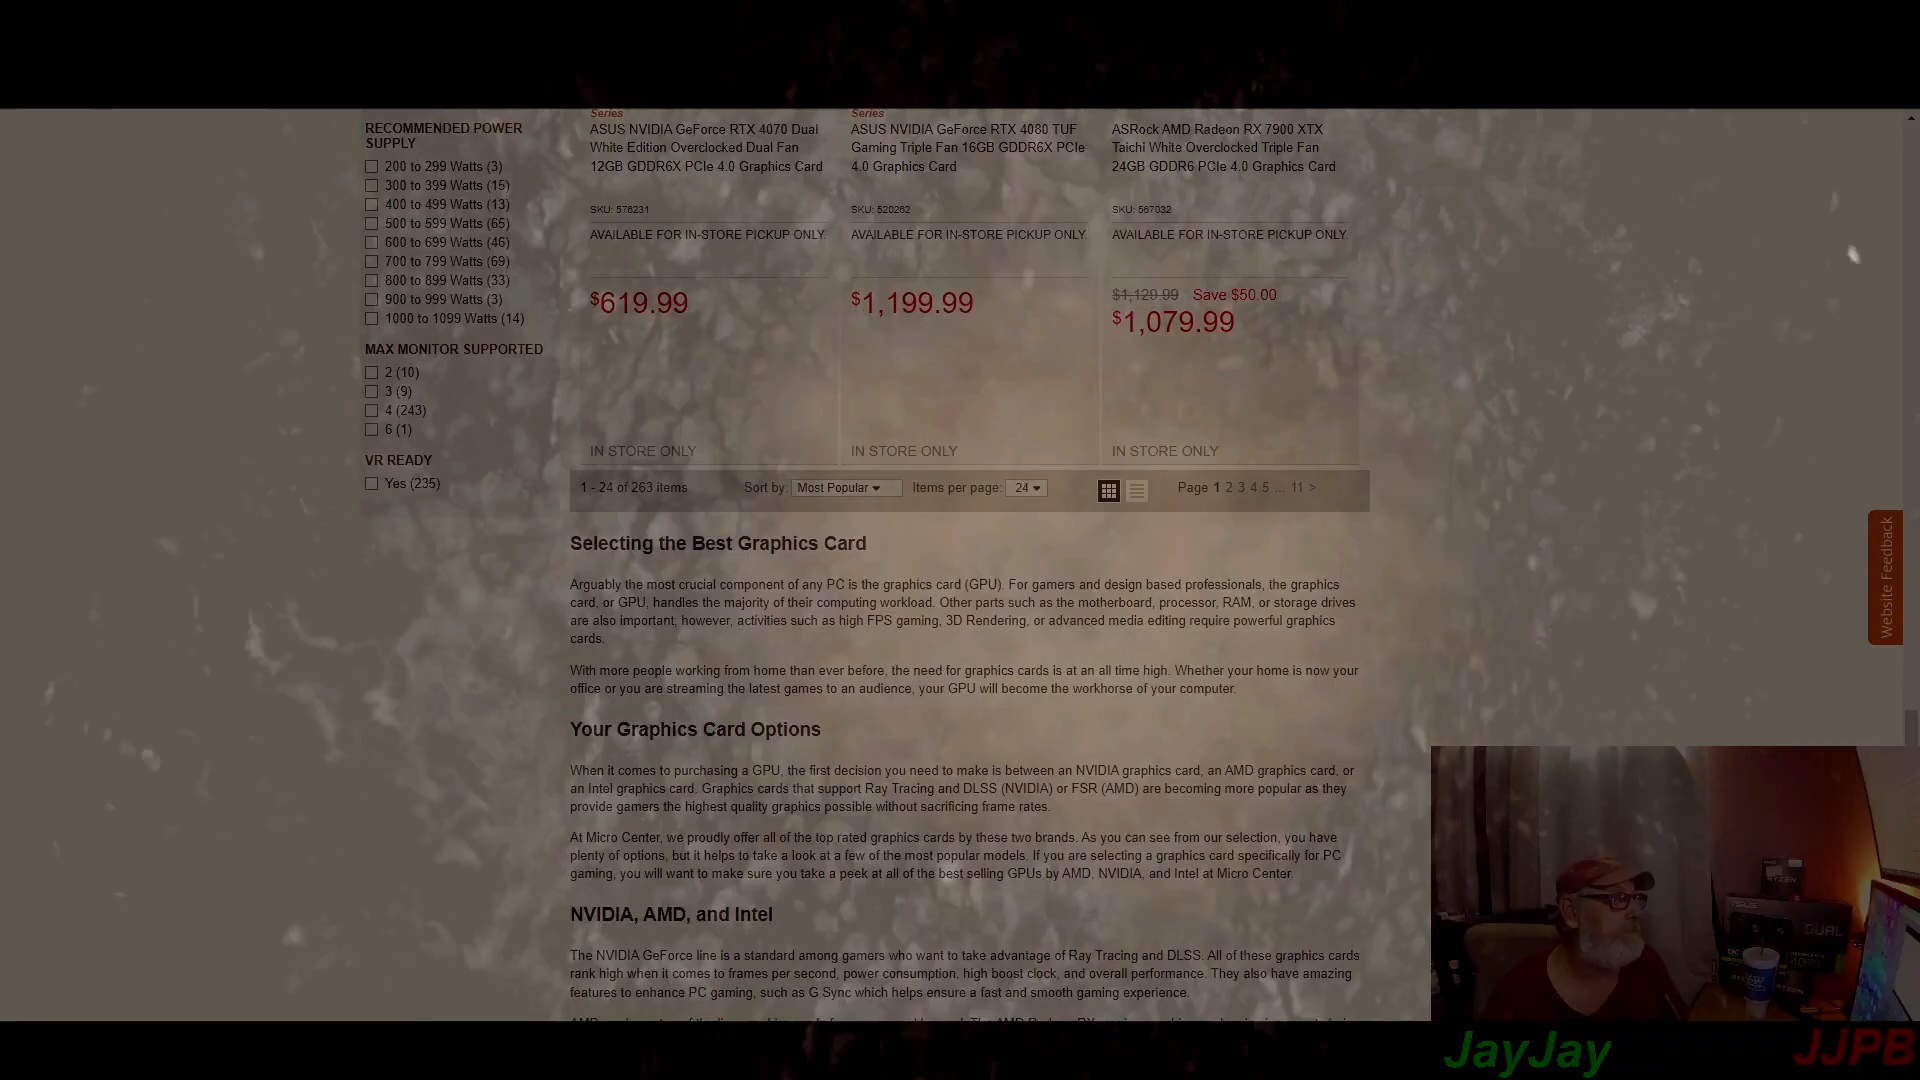 RECOMMENDED POWER
SUPPLY
200 to 299 Watts (3)
300 to 399 Watts (15)
400 to 499 Watts (13)
500 to 599 Watts (65)
600 to 699 Watts (46)
700 to 799 Watts (69)
800 to 899 Watts (33)
900 to 999 Watts (3)
1000 to 1099 Watts (14)
MAX MONITOR SUPPORTED
2 (10)
3 (9)
4 (243)
6 (1)
VR READY
Yes (235)
Series
ASUS NVIDIA GeForce RTX 4070 Dual
White Edition Overclocked Dual Fan
12GB GDDR6X PCIe 4.0 Graphics Card
SKU: 578231
AVAILABLE FOR IN-STORE PICKUP ONLY.
$619.99
IN STORE ONLY
Series
ASUS NVIDIA GeForce RTX 4080 TUF
Gaming Triple Fan 16GB GDDR6X PCIe
4.0 Graphics Card
SKU: 520262
AVAILABLE FOR IN-STORE PICKUP ONLY.
$1,199.99
IN STORE ONLY
ASRock AMD Radeon RX 7900 XTX
Taichi White Overclocked Triple Fan
24GB GDDR6 PCIe 4.0 Graphics Card
SKU: 567032
AVAILABLE FOR IN-STORE PICKUP ONLY.
$1,129.99 Save $50.00
$1,079.99
IN STORE ONLY
1 - 24 of 263 items Sort by: Most Popular Items per page: 24 Page 1 2 3 4 5 ... 11 >
Selecting the Best Graphics Card
Arguably the most crucial component of any PC is the graphics card (GPU). For gamers and design based professionals, the graphics
card, or GPU, handles the majority of their computing workload. Other parts such as the motherboard, processor, RAM, or storage drives
are also important, however, activities such as high FPS gaming, 3D Rendering, or advanced media editing require powerful graphics
cards.
With more people working from home than ever before, the need for graphics cards is at an all time high. Whether your home is now your
office or you are streaming the latest games to an audience, your GPU will become the workhorse of your computer.
Your Graphics Card Options
When it comes to purchasing a GPU, the first decision you need to make is between an NVIDIA graphics card, an AMD graphics card, or
an Intel graphics card. Graphics cards that support Ray Tracing and DLSS (NVIDIA) or FSR (AMD) are becoming more popular as they
provide gamers the highest quality graphics possible without sacrificing frame rates.
At Micro Center, we proudly offer all of the top rated graphics cards by these two brands. As you can see from our selection, you have
plenty of options, but it helps to take a look at a few of the most popular models. If you are selecting a graphics card specifically for PC
gaming, you will want to make sure you take a peek at all of the best selling GPUs by AMD, NVIDIA, and Intel at Micro Center.
NVIDIA, AMD, and Intel
The NVIDIA GeForce line is a standard among gamers who want to take advantage of Ray Tracing and DLSS. All of these graphics cards
rank high when it comes to frames per second, power consumption, high boost clock, and overall performance. They also have amazing
features to enhance PC gaming, such as G Sync which helps ensure a fast and smooth gaming experience.
Website Feedback
RYZEN
ASUS
DUAL
OC
4070
RYZEN
JayJay
JJPB